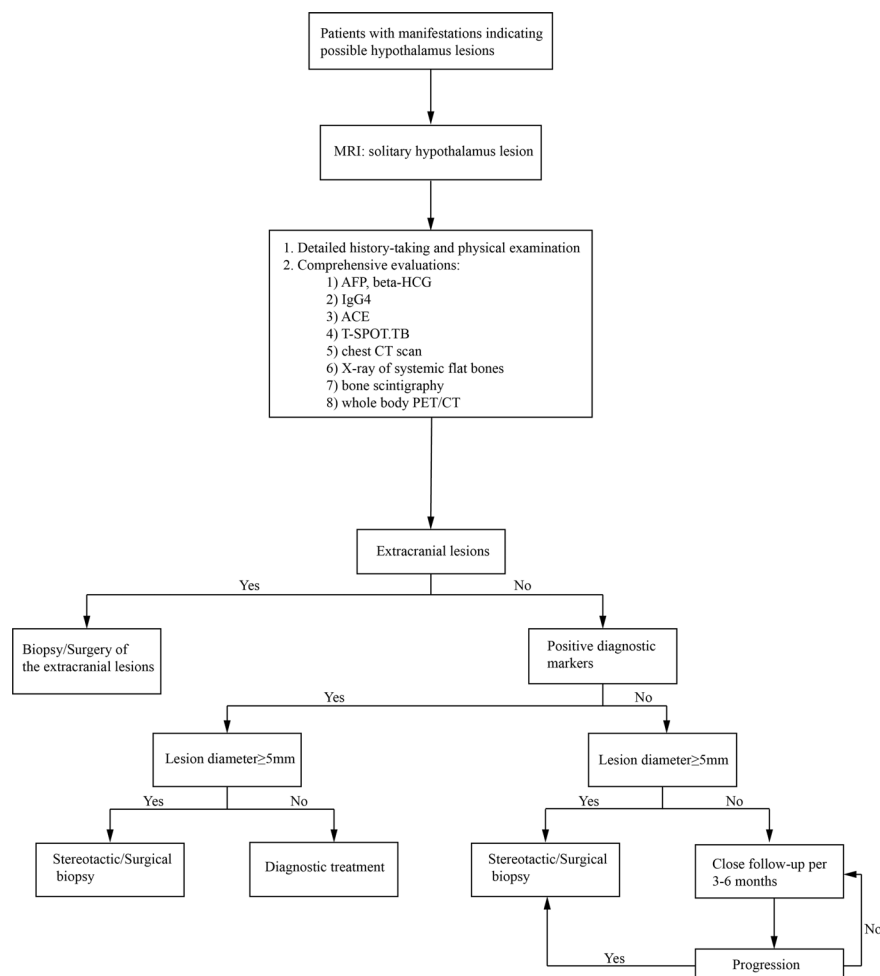 Patients with manifestations indicating
possible hypothalamus lesions
MRI: solitary hypothalamus lesion
1. Detailed history-taking and physical examination
2. Comprehensive evaluations:
1) AFP, beta-HCG
2) IgG4
3) ACE
4) T-SPOT.TB
5) chest CT scan
6) X-ray of systemic flat bones
7) bone scintigraphy
8) whole body PET/CT
Extracranial lesions
Yes
No
Biopsy/Surgery of
the extracranial lesions
Positive diagnostic
markers
Yes
No
Lesion diameter≥5mm
Lesion diameter≥5mm
Yes
No
Yes
No
Stereotactic/Surgical
biopsy
Diagnostic treatment
Stereotactic/Surgical
biopsy
Close follow-up per
3-6 months
No
Yes
Progression